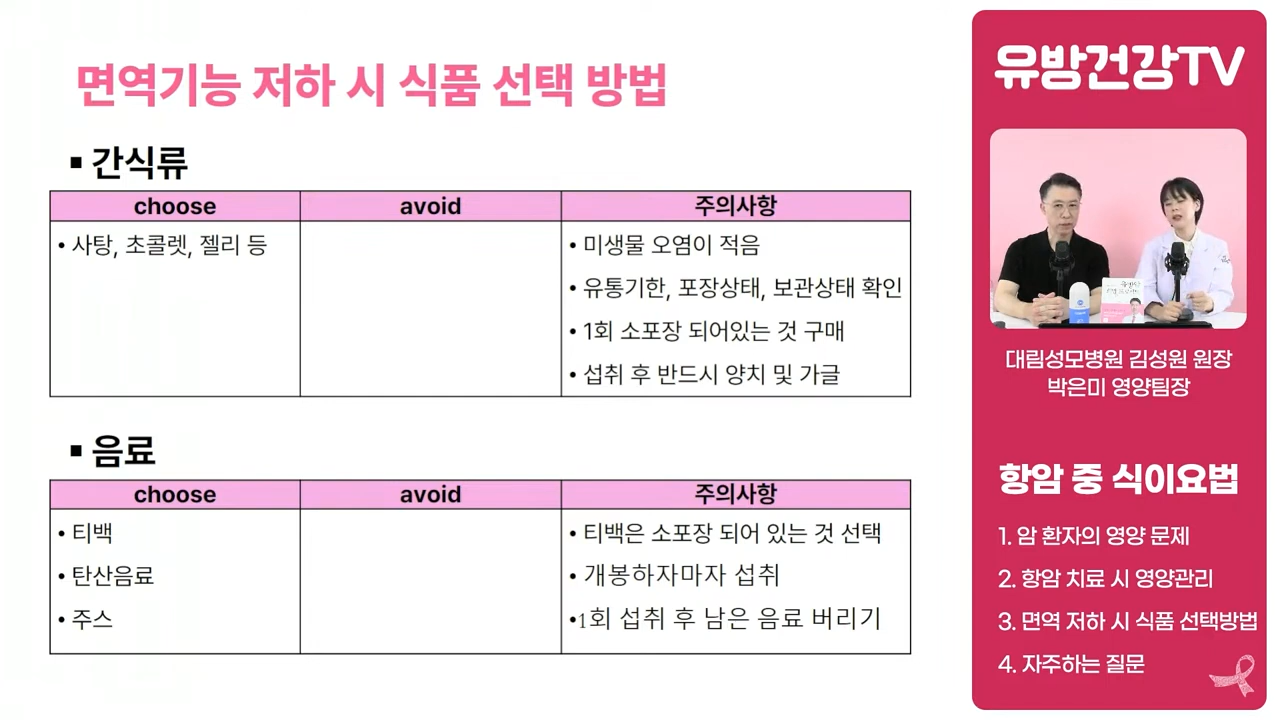 면역기능 저하 시 식품 선택 방법
▪ 간식류
choose avoid 주의사항
• 사탕, 초콜렛, 젤리 등
• 미생물 오염이 적음
• 유통기한, 포장상태, 보관상태 확인
• 1회 소포장 되어있는 것 구매
• 섭취 후 반드시 양치 및 가글
▪ 음료
choose avoid 주의사항
• 티백
• 탄산음료
• 주스
• 티백은 소포장 되어 있는 것 선택
• 개봉하자마자 섭취
•1회 섭취 후 남은 음료 버리기
유방건강TV
대림성모병원 김성원 원장
박은미 영양팀장
항암 중 식이요법
1. 암 환자의 영양 문제
2. 항암 치료 시 영양관리
3. 면역 저하 시 식품 선택방법
4. 자주하는 질문